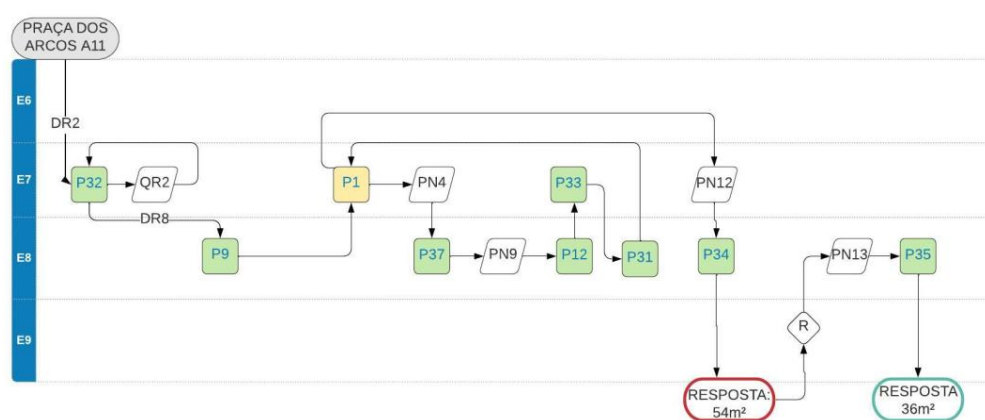 PRAÇA DOS
ARCOS A11
E6
DR2
E7
P32
QR2
P1
PN4
P33
PN12
DR8
E8
P9
P37
PN9
P12
P31
P34
PN13
P35
E9
R
RESPOSTA:
54m²
RESPOSTA
36m²